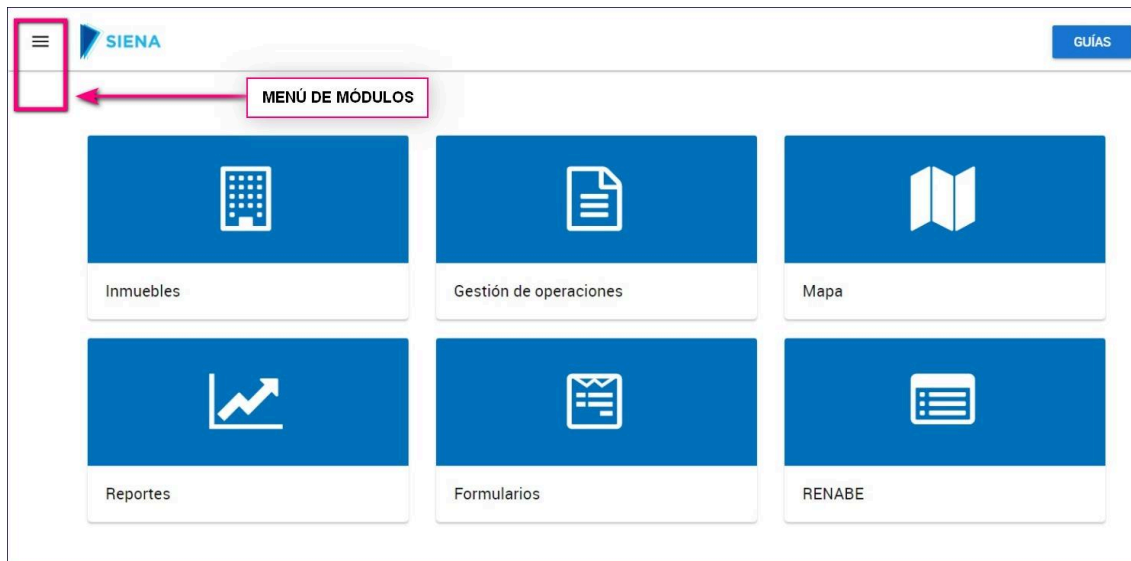 SIENA
GUÍAS
MENÚ DE MÓDULOS
Inmuebles
Gestión de operaciones
Mapa
Reportes
Formularios
RENABE